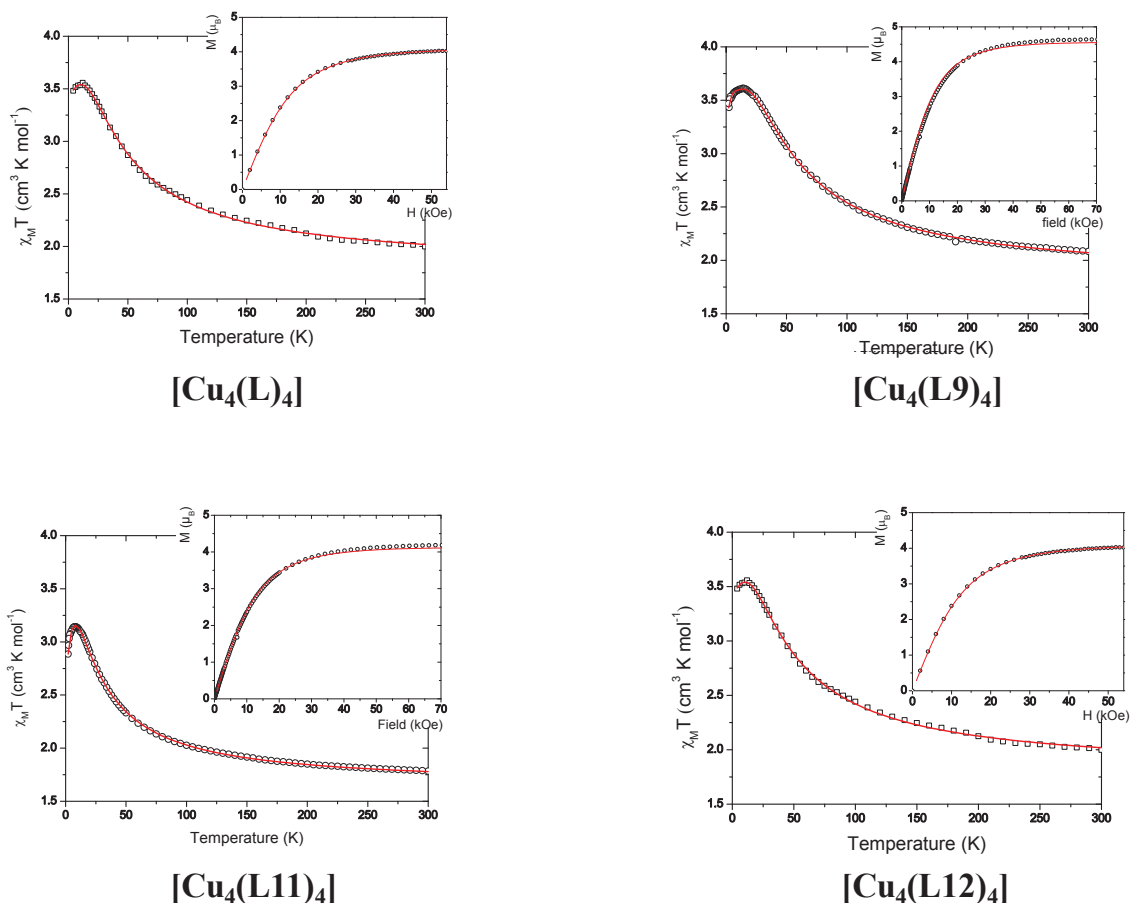 M (μB)
5
4
3
2
1
0
0 10 20 30 40 50
H (kOe)
4.0
3.5
3.0
2.5
2.0
1.5
χMT (cm³ K mol⁻¹)
0 50 100 150 200 250 300
Temperature (K)
[Cu₄(L)₄]
M (μB)
5
4
3
2
1
0
0 10 20 30 40 50 60 70
field (kOe)
4.0
3.5
3.0
2.5
2.0
1.5
χMT (cm³ K mol⁻¹)
0 50 100 150 200 250 300
Temperature (K)
[Cu₄(L9)₄]
M (μB)
5
4
3
2
1
0
0 10 20 30 40 50 60 70
Field (kOe)
4.0
3.5
3.0
2.5
2.0
1.5
χMT (cm³ K mol⁻¹)
0 50 100 150 200 250 300
Temperature (K)
[Cu₄(L11)₄]
M (μB)
5
4
3
2
1
0
0 10 20 30 40 50
H (kOe)
4.0
3.5
3.0
2.5
2.0
1.5
χMT (cm³ K mol⁻¹)
0 50 100 150 200 250 300
Temperature (K)
[Cu₄(L12)₄]